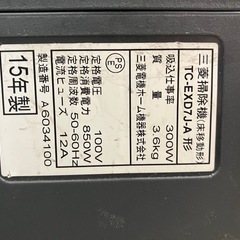 三菱掃除機(床移動形)
TC-EXD7J-A形
吸込仕事率 300W
質量 3.6kg
三菱電機ホーム機器株式会社
PS
E
定格電圧 100V
定格消費電力 850W
定格周波数 50-60Hz
電流ヒューズ 12A
15年製
製造番号 A6034100